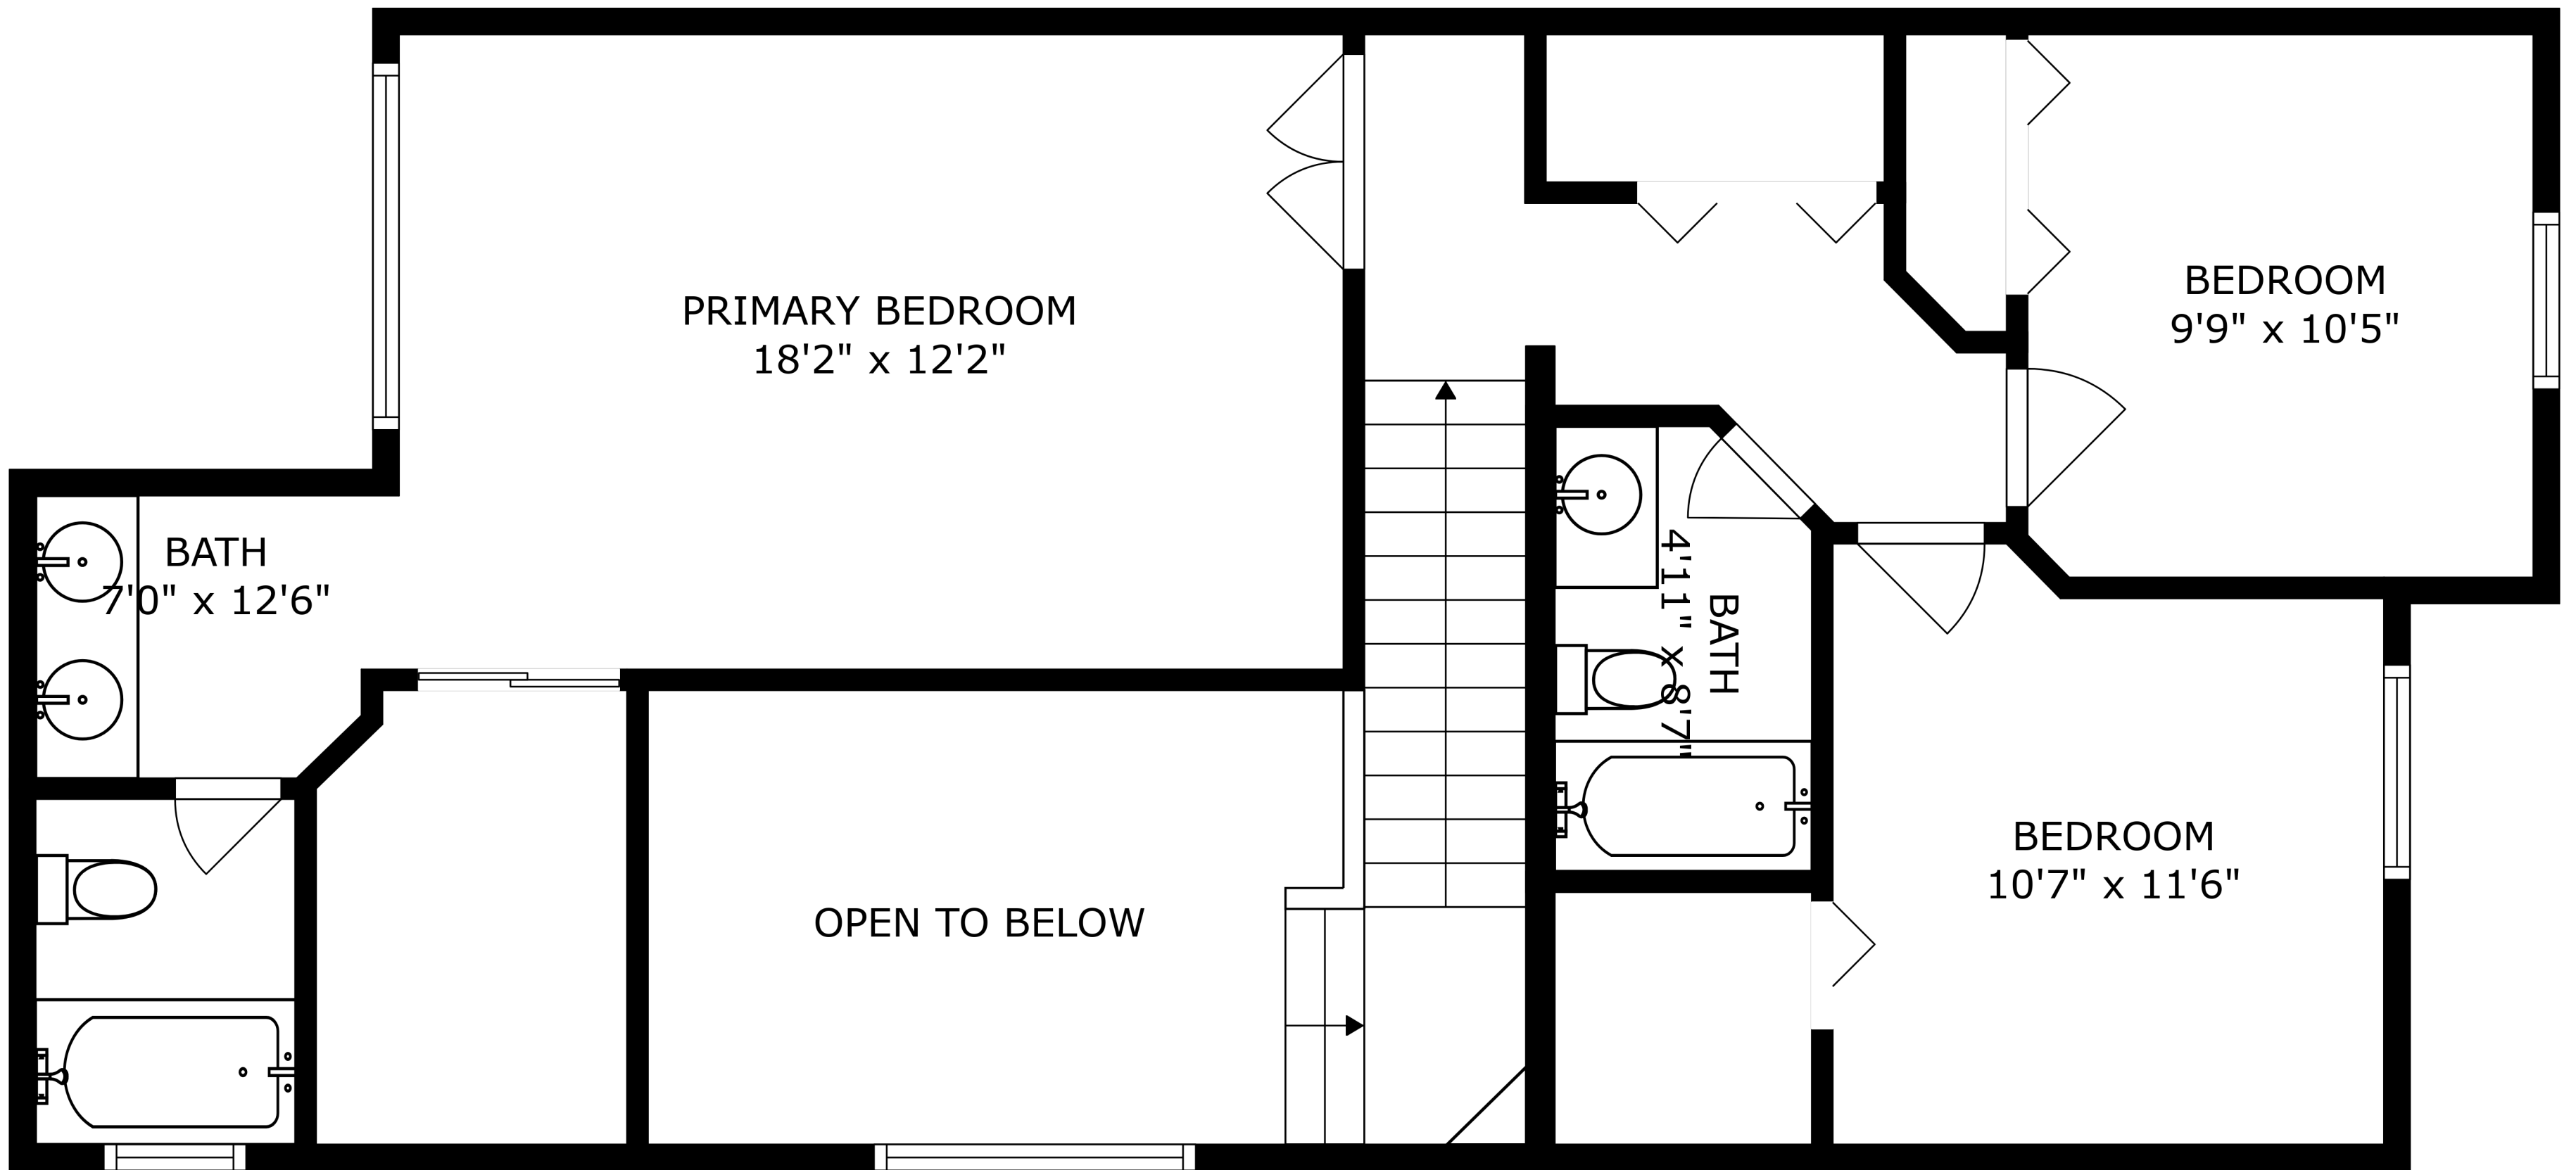 PRIMARY BEDROOM
18'2" x 12'2"
BEDROOM
9'9" x 10'5"
BATH
7'0" x 12'6"
BATH
4'11" x 8'7"
BEDROOM
10'7" x 11'6"
OPEN TO BELOW